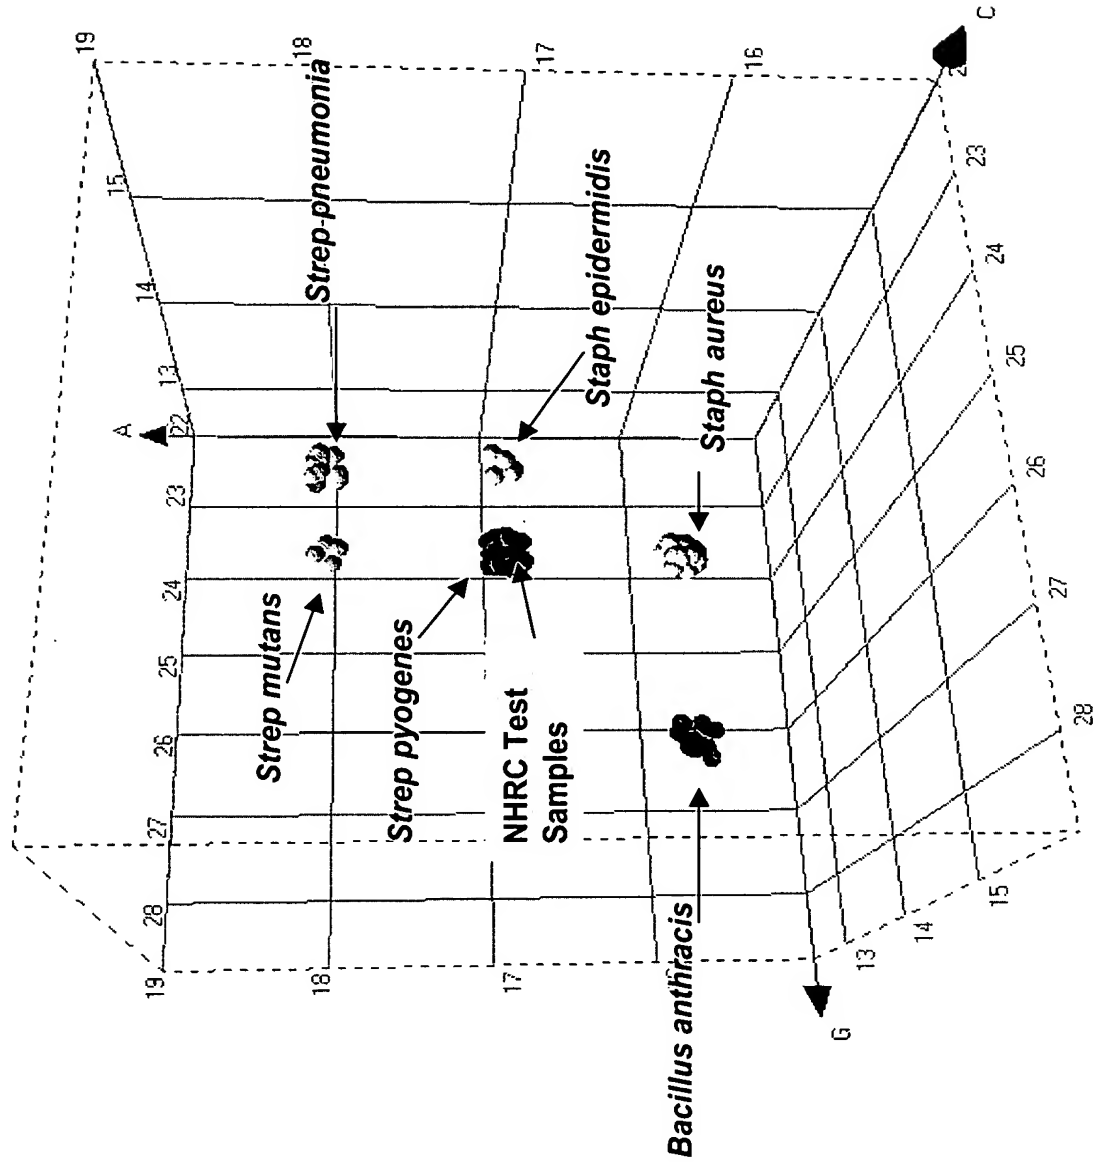 19
15
14
A
28
19
27
26
25
24
23
13
22
Strep mutans
18
Strep-pneumonia
18
Strep pyogenes
17
NHRC Test
Samples
17
Staph epidermidis
Bacillus anthracis
Staph aureus
16
G
13
14
C
23
15
24
25
26
27
28